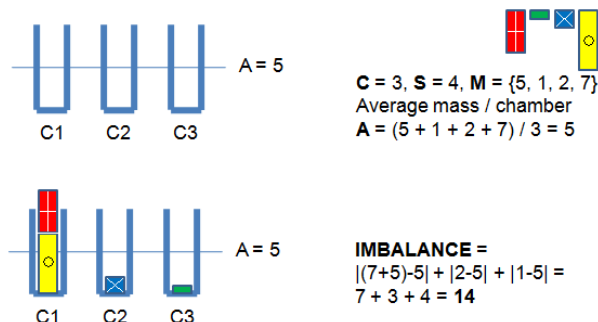 A = 5
C1 C2 C3
C = 3, S = 4, M = {5, 1, 2, 7}
Average mass / chamber
A = (5 + 1 + 2 + 7) / 3 = 5
A = 5
C1 C2 C3
IMBALANCE =
|(7+5)-5| + |2-5| + |1-5| =
7 + 3 + 4 = 14